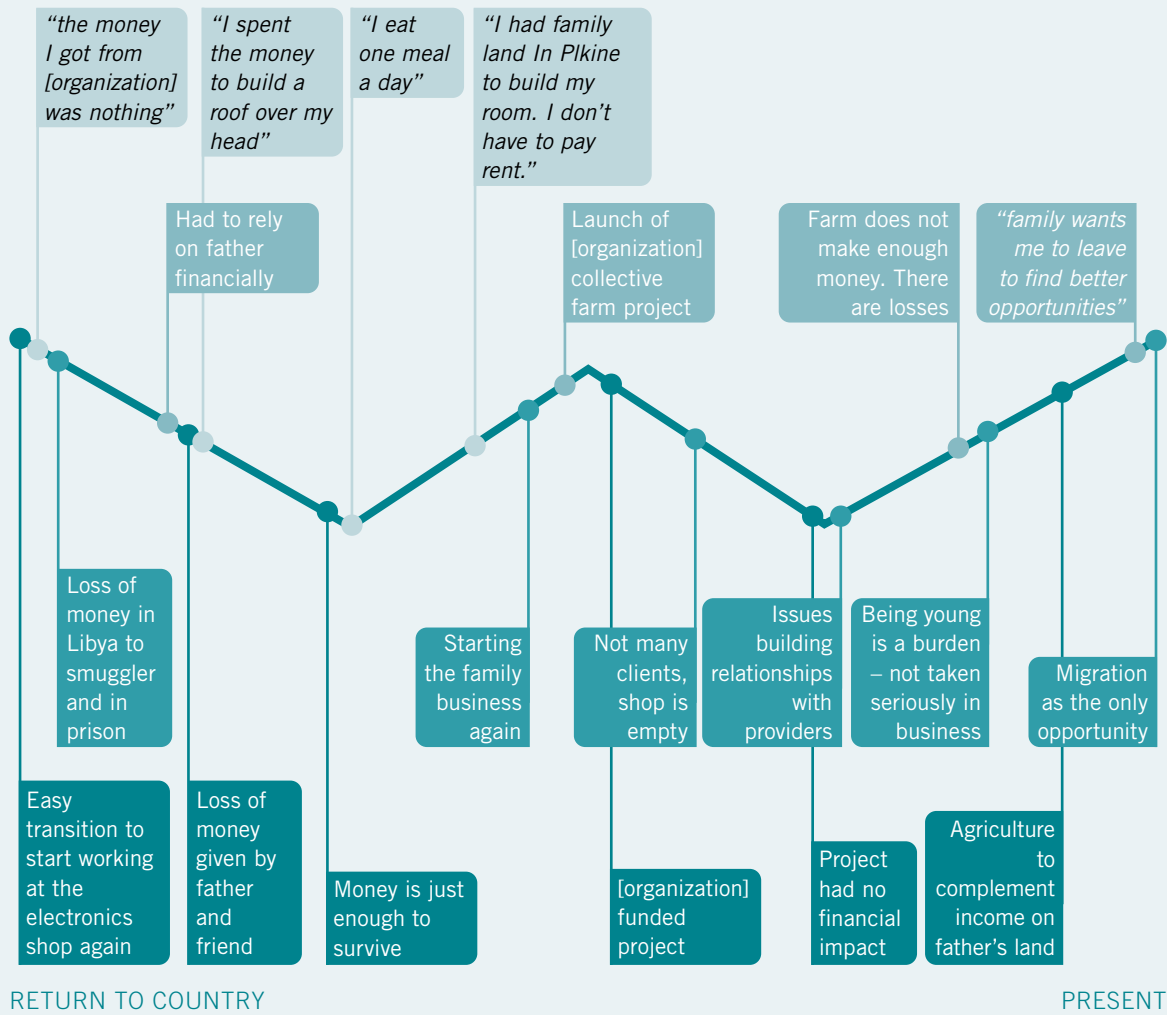 “the money
I got from
[organization]
was nothing”
“I spent
the money
to build a
roof over my
head”
“I eat
one meal
a day”
“I had family
land In Plkine
to build my
room. I don’t
have to pay
rent.”
Had to rely
on father
financially
Launch of
[organization]
collective
farm project
Farm does not
make enough
money. There
are losses
“family wants
me to leave
to find better
opportunities”
Loss of
money in
Libya to
smuggler
and in
prison
Starting
the family
business
again
Not many
clients,
shop is
empty
Issues
building
relationships
with
providers
Being young
is a burden
– not taken
seriously in
business
Migration
as the only
opportunity
Easy
transition to
start working
at the
electronics
shop again
Loss of
money
given by
father
and
friend
Money is just
enough to
survive
[organization]
funded
project
Project
had no
financial
impact
Agriculture
to
complement
income on
father’s land
RETURN TO COUNTRY
PRESENT